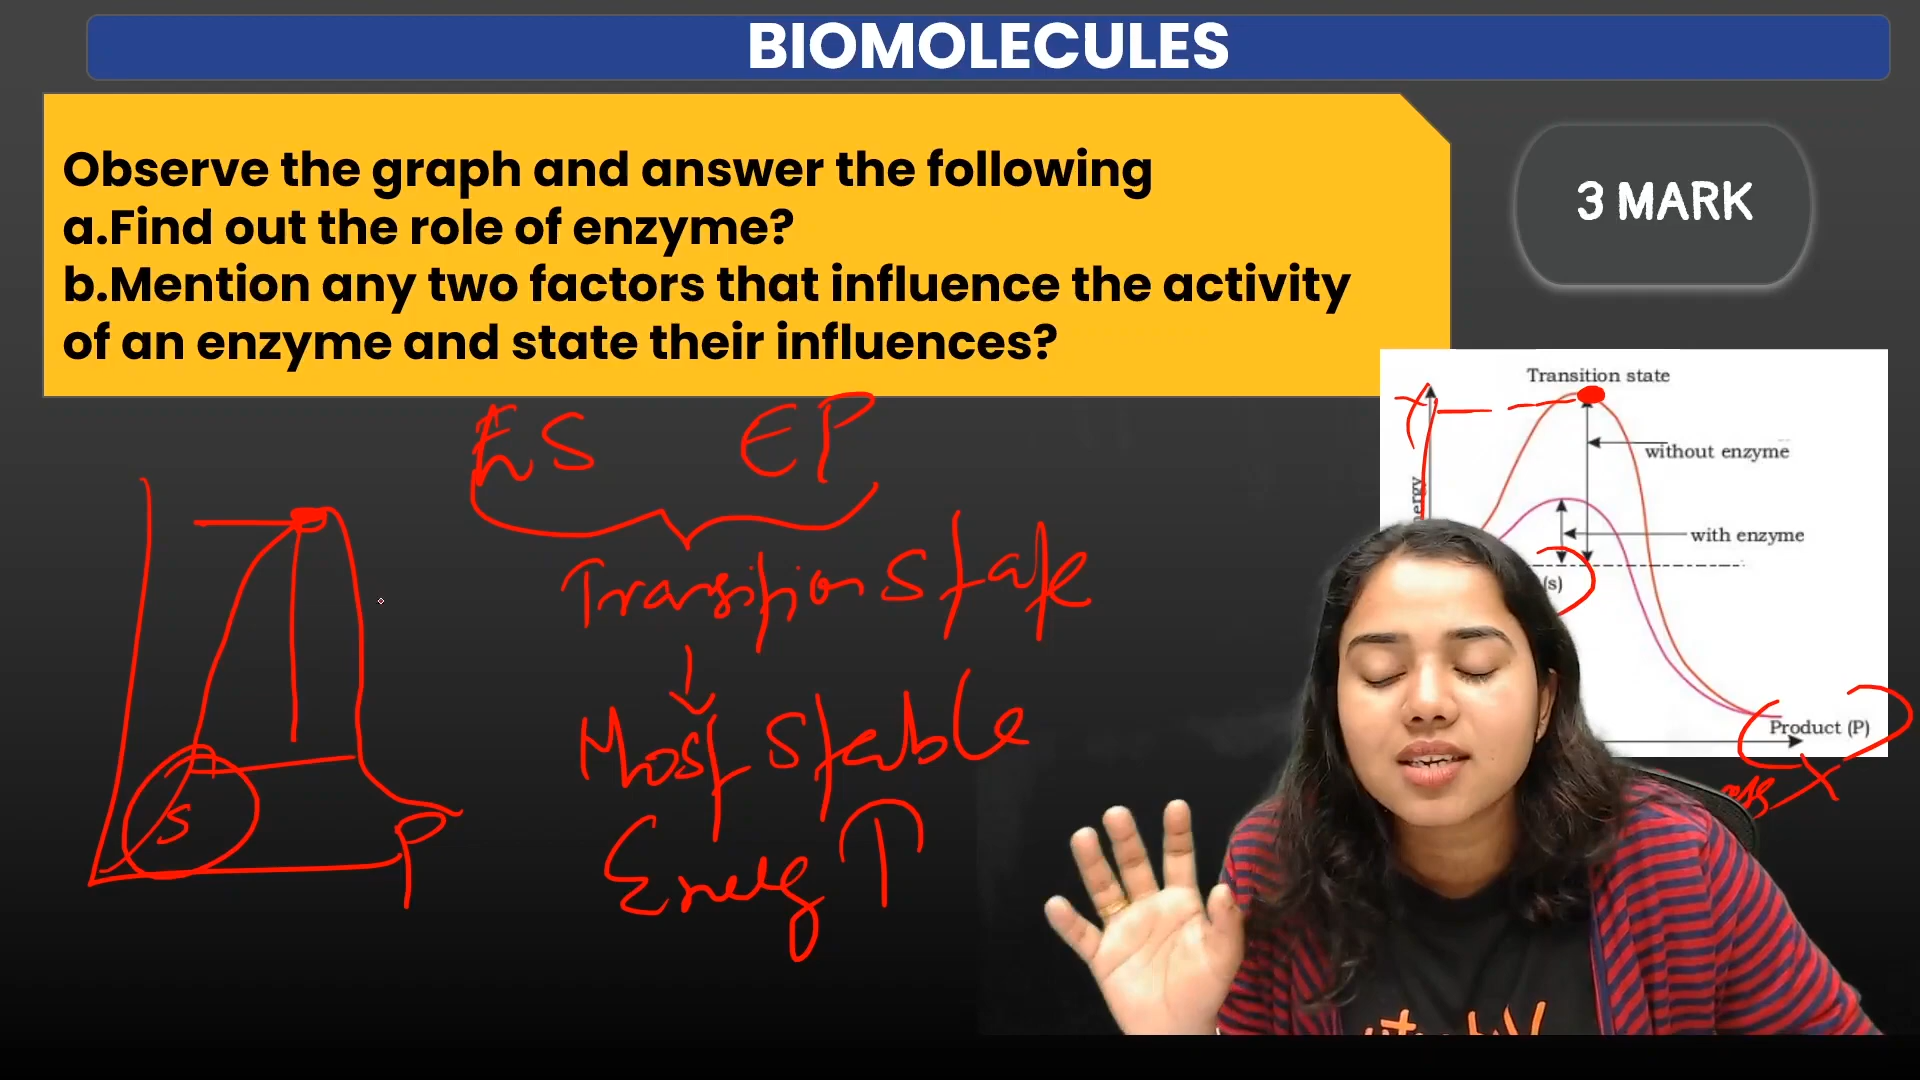 BIOMOLECULES
Observe the graph and answer the following
a.Find out the role of enzyme?
b.Mention any two factors that influence the activity
of an enzyme and state their influences?
3 MARK
Transition state
without enzyme
with enzyme
(s)
Product (P)
ES EP
Transition State
Most Stable
Energy ↑
S
P